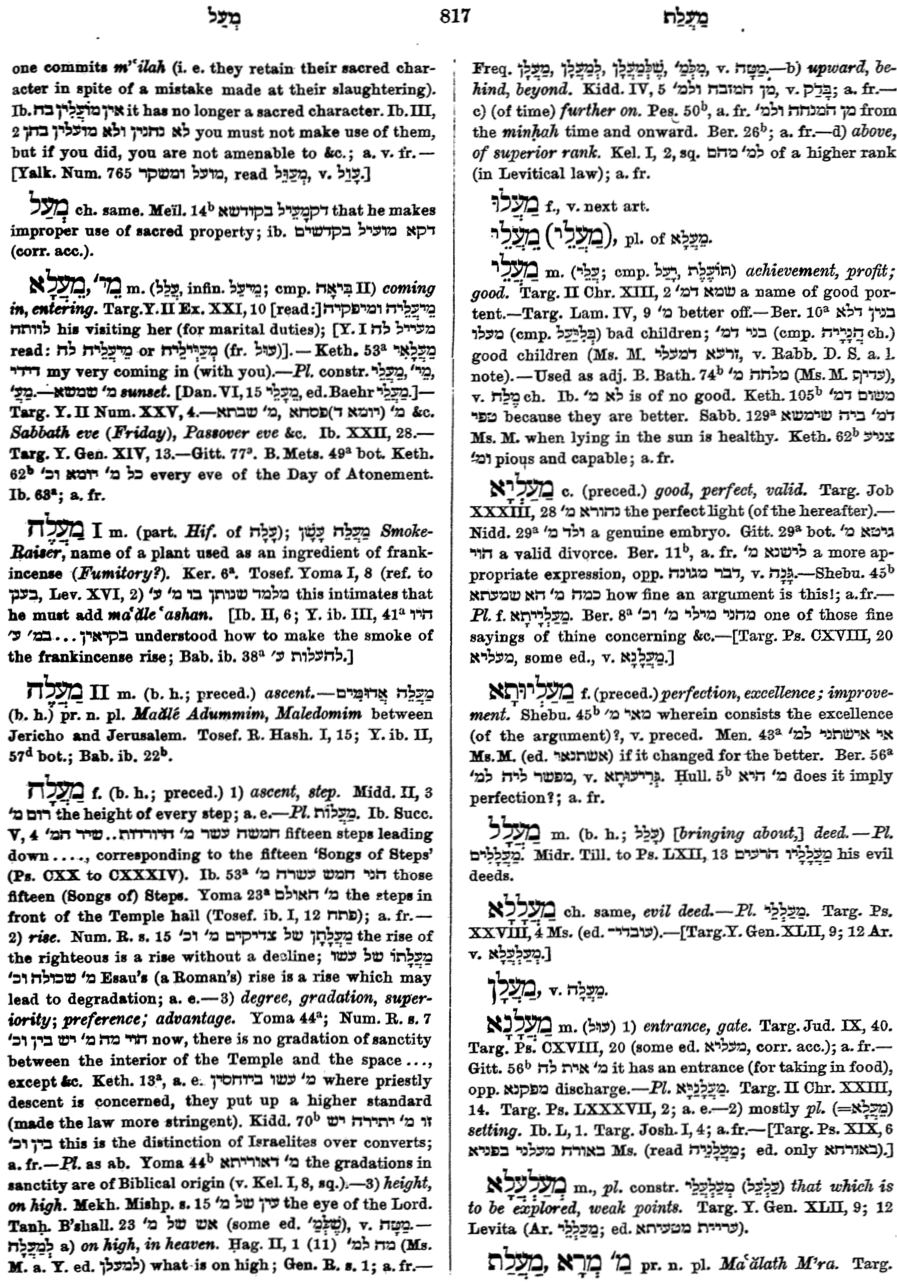 מְעַל
817
מַעֲלַת
one commits m'‘ilah (i. e. they retain their sacred char-
acter in spite of a mistake made at their slaughtering).
Ib. אין מוֹעֲלִין בה it has no longer a sacred character. Ib. III,
2 לא נהנין ולא מועלין בהן you must not make use of them,
but if you did, you are not amenable to &c.; a. v. fr.—
[Yalk. Num. 765 מועל ומשקר, read מְעַוֵּל, v. עָוַל.]
מְעַל ch. same. Meïl. 14ᵇ דקמָעֵיל בקודשא that he makes
improper use of sacred property; ib. דקא מועיל בקדשים
(corr. acc.).
מַעֲלָא, מֵי׳ m. (עֲלַל, infin. מֵיעַל; cmp. בִּיאָה II) coming
in, entering. Targ. Y. II Ex. XXI, 10 [read:] מֵיעֲלֵיה ומיפקיה
לוותה his visiting her (for marital duties); [Y. I מעייל לה
read: מֵיעֲלֵיהּ לה or מַעֲיְילֵיהּ (fr. עול)].—Keth. 53ᵃ מַעֲלָאִי
דידי my very coming in (with you).—Pl. constr. מַעֲלֵי, מֵי׳,
מַעֲ׳.—מ׳ שמשא sunset. [Dan. VI, 15 מֶעָלֵי, ed. Baehr מַעֲלֵי.]—
Targ. Y. II Num. XXV, 4.—מ׳ שבתא, מ׳ (יומא ד)פסחא &c.
Sabbath eve (Friday), Passover eve &c. Ib. XXII, 28.—
Targ. Y. Gen. XIV, 13.—Gitt. 77ᵃ. B. Mets. 49ᵃ bot. Keth.
62ᵇ כל מ׳ יומא וכ׳ every eve of the Day of Atonement.
Ib. 63ᵃ; a. fr.
מַעֲלֶה I m. (part. Hif. of עָלָה); מַעֲלֵה עָשָׁן Smoke-
Raiser, name of a plant used as an ingredient of frank-
incense (Fumitory?). Ker. 6ᵃ. Tosef. Yoma I, 8 (ref. to
בענן, Lev. XVI, 2) מלמד שנותן בו מ׳ ע׳ this intimates that
he must add ma‘ăle ‘ashan. [Ib. II, 6; Y. ib. III, 41ᵃ היו
בקיאין...במ׳ ע׳ understood how to make the smoke of
the frankincense rise; Bab. ib. 38ᵃ להעלות ע׳.]
מַעֲלֶה II m. (b. h.; preced.) ascent.—מַעֲלֵה אֲדוּמִּים
(b. h.) pr. n. pl. Maălé Adummim, Maledomim between
Jericho and Jerusalem. Tosef. R. Hash. I, 15; Y. ib. II,
57ᵈ bot.; Bab. ib. 22ᵇ.
מַעֲלָה f. (b. h.; preced.) 1) ascent, step. Midd. II, 3
רום מ׳ the height of every step; a. e.—Pl. מַעֲלוֹת. Ib. Succ.
V, 4 חמשה עשר מ׳ היורדות..שיר המ׳ fifteen steps leading
down ...., corresponding to the fifteen ‘Songs of Steps’
(Ps. CXX to CXXXIV). Ib. 53ᵃ הני חמש עשרה מ׳ those
fifteen (Songs of) Steps. Yoma 23ᵃ מ׳ האולם the steps in
front of the Temple hall (Tosef. ib. I, 12 פתח); a. fr.—
2) rise. Num. R. s. 15 מַעֲלָתָן של צדיקים מ׳ וכ׳ the rise of
the righteous is a rise without a decline; מַעֲלָתוֹ של עשו
מ׳ שכולה וכ׳ Esau's (a Roman's) rise is a rise which may
lead to degradation; a. e.—3) degree, gradation, super-
iority; preference; advantage. Yoma 44ᵃ; Num. R. s. 7
הוי מה מ׳ יש בין וכ׳ now, there is no gradation of sanctity
between the interior of the Temple and the space ...,
except &c. Keth. 13ᵃ, a. e. מ׳ עשו ביוחסין where priestly
descent is concerned, they put up a higher standard
(made the law more stringent). Kidd. 70ᵇ זו מ׳ יתירה יש
בין וכ׳ this is the distinction of Israelites over converts;
a. fr.—Pl. as ab. Yoma 44ᵇ מ׳ דאורייתא the gradations in
sanctity are of Biblical origin (v. Kel. I, 8, sq.).—3) height,
on high. Mekh. Mishp. s. 15 עין של מ׳ the eye of the Lord.
Tanḥ. B'shall. 23 אש של מ׳ (some ed. שֶׁלְּמַ׳), v. מַטָּה.—
לְמַעֲלָה a) on high, in heaven. Ḥag. II, 1 (11) מה למ׳ (Ms.
M. a. Y. ed. למעלן) what is on high; Gen. R. s. 1; a. fr.—
Freq. מַעֲלָן, לְמַעֲלָן, שֶׁלְּמַעֲלָן, מִלְּמַ׳, v. מַטָּה.—b) upward, be-
hind, beyond. Kidd. IV, 5 מן המזבח ולמ׳, v. בָּדַק; a. fr.—
c) (of time) further on. Pes. 50ᵇ, a. fr. מן המנחה ולמ׳ from
the minḥah time and onward. Ber. 26ᵇ; a. fr.—d) above,
of superior rank. Kel. I, 2, sq. למ׳ מהם of a higher rank
(in Levitical law); a. fr.
מַעֲלוּ f., v. next art.
מַעֲלֵי (מַעֲלֵי), pl. of מַעֲלָא.
מַעֲלֵי m. (עלי; cmp. יעל, תּוֹעֶלֶת) achievement, profit;
good. Targ. II Chr. XIII, 2 שמא דמ׳ a name of good por-
tent.—Targ. Lam. IV, 9 מ׳ better off.—Ber. 10ᵃ בנין דלא
מעלו (cmp. בְּלִיַּעַל) bad children; בני דמ׳ (cmp. הֲנָיָיה ch.)
good children (Ms. M. זרעא דמעלי, v. Rabb. D. S. a. l.
note).—Used as adj. B. Bath. 74ᵇ מלחה מ׳ (Ms. M. עדיף),
v. מְלַח ch. Ib. לא מ׳ is of no good. Keth. 105ᵇ משום דמ׳
טפי because they are better. Sabb. 129ᵃ דמ׳ ביה שימשא
Ms. M. when lying in the sun is healthy. Keth. 62ᵇ צנוע
ומ׳ pious and capable; a. fr.
מַעַלְיָא c. (preced.) good, perfect, valid. Targ. Job
XXXIII, 28 נהורא מ׳ the perfect light (of the hereafter).—
Nidd. 29ᵃ ולד מ׳ a genuine embryo. Gitt. 29ᵃ bot. גיטא מ׳
הוי a valid divorce. Ber. 11ᵇ, a. fr. לישנא מ׳ a more ap-
propriate expression, opp. דבר מגונה, v. גָּנָה.—Shebu. 45ᵇ
כמה מ׳ הא שמעתא how fine an argument is this!; a. fr.—
Pl. f. מַעַלְיָיתָא. Ber. 8ᵃ מהני מילי מ׳ וכ׳ one of those fine
sayings of thine concerning &c.—[Targ. Ps. CXVIII, 20
מעליא, some ed., v. מַעֲלָנָא.]
מַעַלְיוּתָא f. (preced.) perfection, excellence; improve-
ment. Shebu. 45ᵇ מאי מ׳ wherein consists the excellence
(of the argument)?, v. preced. Men. 43ᵃ אי אישתני למ׳
Ms. M. (ed. אשתנאי) if it changed for the better. Ber. 56ᵃ
מפשר ליה למ׳, v. גְּרִיעוּתָא. Ḥull. 5ᵇ מ׳ היא does it imply
perfection?; a. fr.
מַעֲלָל m. (b. h.; עָלַל) [bringing about,] deed.—Pl.
מַעֲלָלִים. Midr. Till. to Ps. LXII, 13 מַעֲלָלָיו הרעים his evil
deeds.
מַעֲלָלָא ch. same, evil deed.—Pl. מַעֲלָלֵי. Targ. Ps.
XXVIII, 4 Ms. (ed. עובדי־).—[Targ. Y. Gen. XLII, 9; 12 Ar.
v. מְעַלְעֲלָא.]
מַעֲלָן, v. מַעֲלָה.
מַעֲלָנָא m. (עול) 1) entrance, gate. Targ. Jud. IX, 40.
Targ. Ps. CXVIII, 20 (some ed. מעליא, corr. acc.); a. fr.—
Gitt. 56ᵇ אית לה מ׳ it has an entrance (for taking in food),
opp. מפקנא discharge.—Pl. מַעֲלָנַיָּא. Targ. II Chr. XXIII,
14. Targ. Ps. LXXXVII, 2; a. e.—2) mostly pl. (=מַעֲלָא)
setting. Ib. L, 1. Targ. Josh. I, 4; a. fr.—[Targ. Ps. XIX, 6
באורח מעלני בפניא Ms. (read מַעֲלָנֵיהּ; ed. only באורחא).]
מְעַלְעֲלָא m., pl. constr. מְעַלְעֲלֵי (עַלְעֵל) that which is
to be explored, weak points. Targ. Y. Gen. XLII, 9; 12
Levita (Ar. מַעֲלָלֵי; ed. עריית מטעיתא).
מַעֲלַת, מ׳ מְרָא pr. n. pl. Ma‘ălath M'ra. Targ.